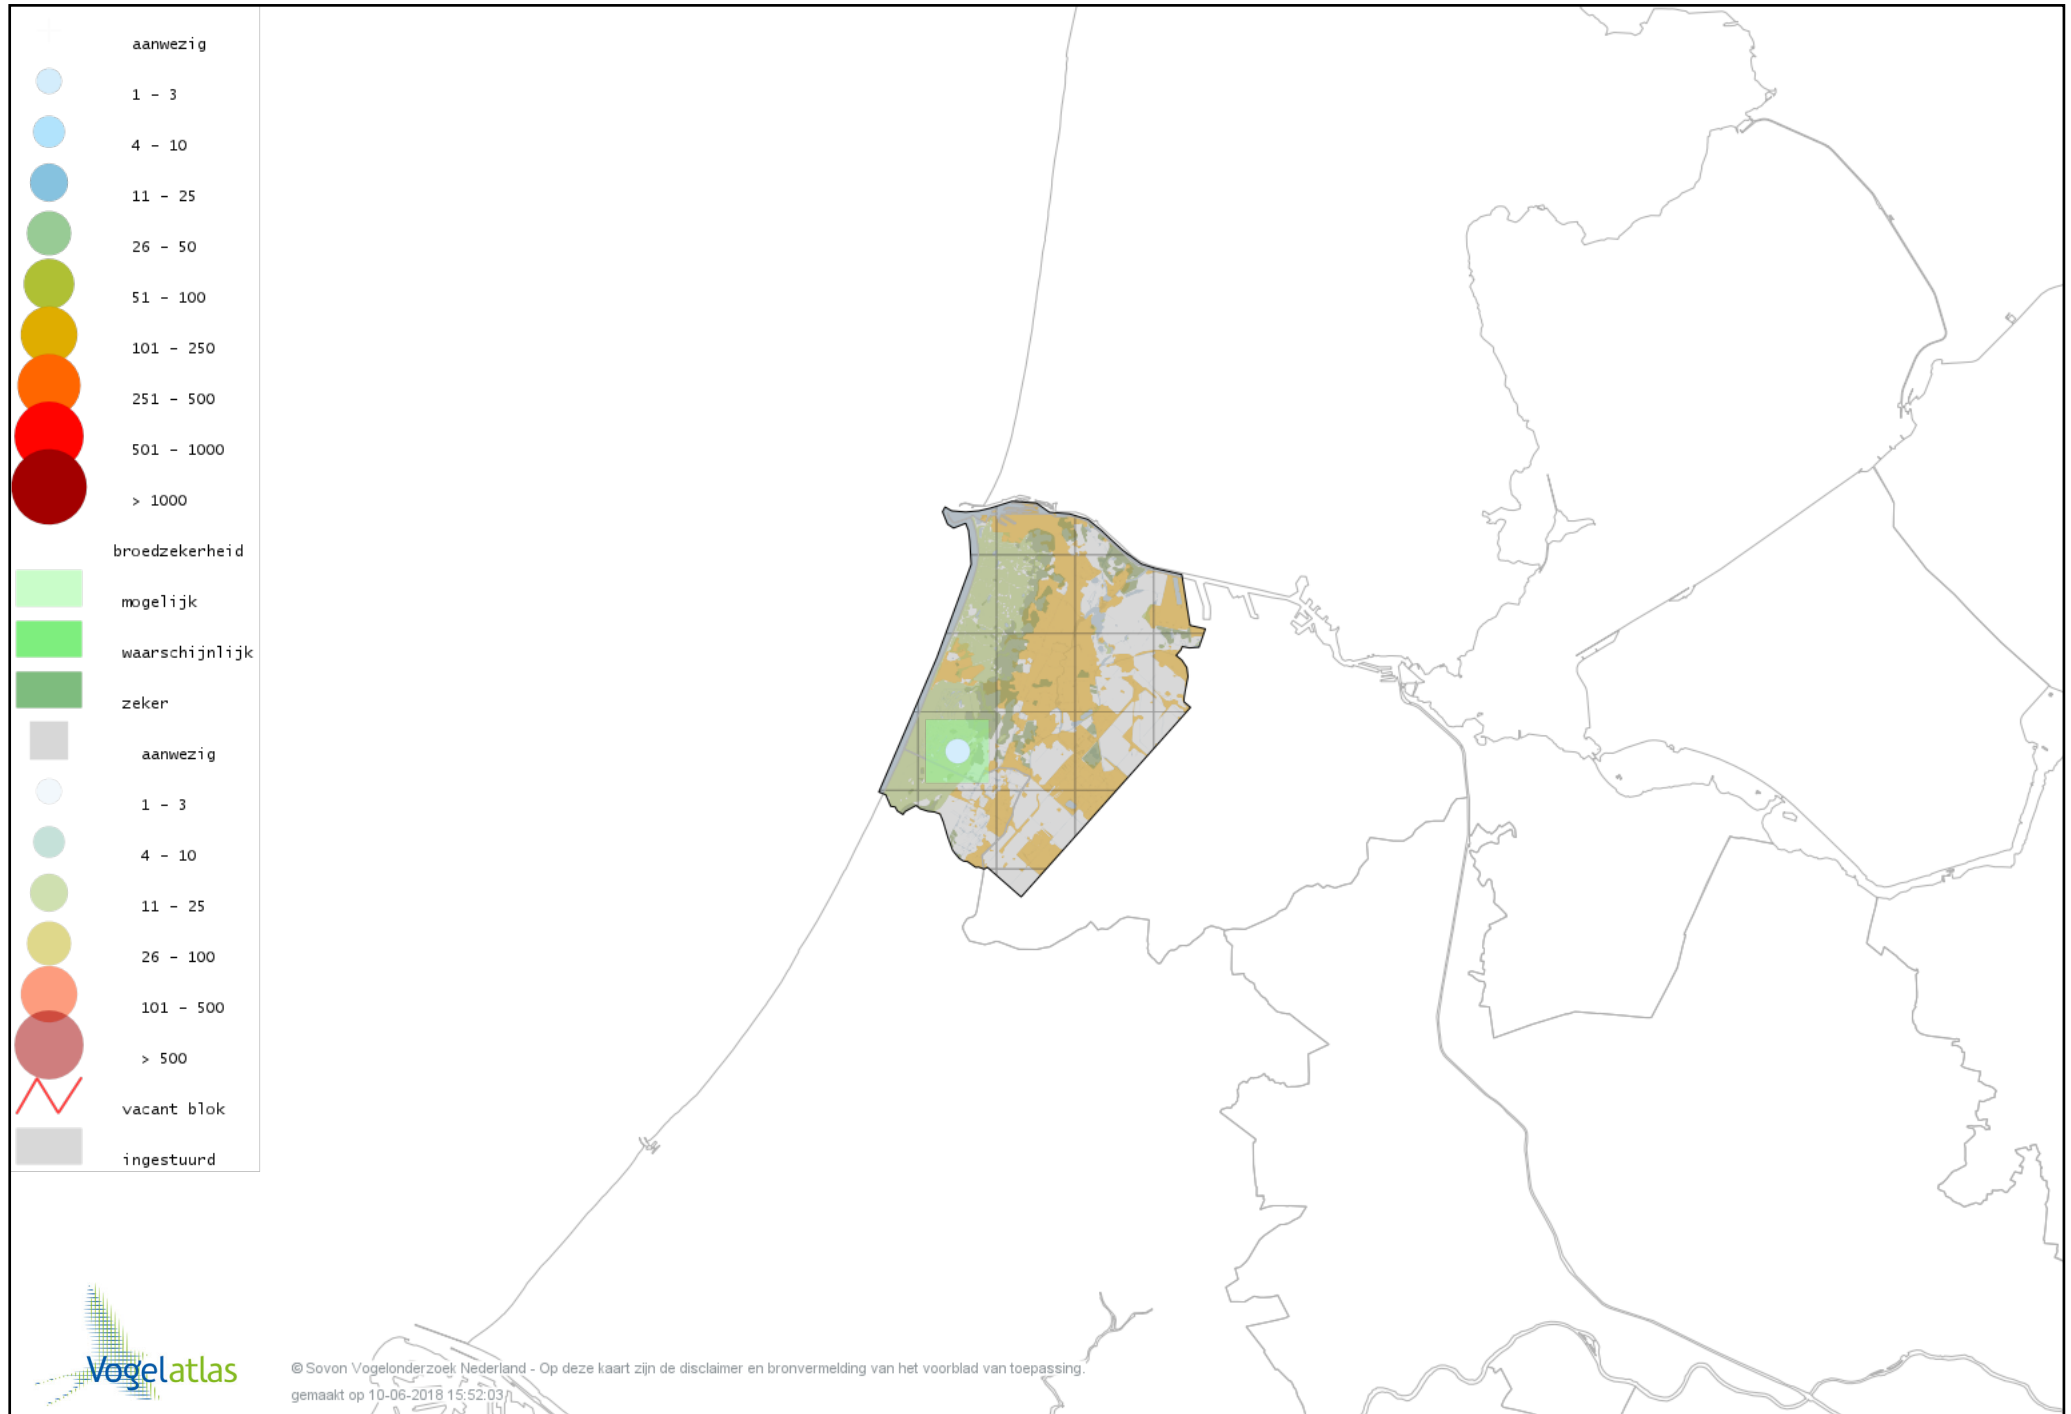 aanwezig
1 - 3
4 - 10
11 - 25
26 - 50
51 - 100
101 - 250
251 - 500
501 - 1000
> 1000
broedzekerheid
mogelijk
waarschijnlijk
zeker
aanwezig
1 - 3
4 - 10
11 - 25
26 - 100
101 - 500
> 500
vacant blok
ingestuurd
Vogelatlas
© Sovon Vogelonderzoek Nederland - Op deze kaart zijn de disclaimer en bronvermelding van het voorblad van toepassing.
gemaakt op 10-06-2018 15:52:03